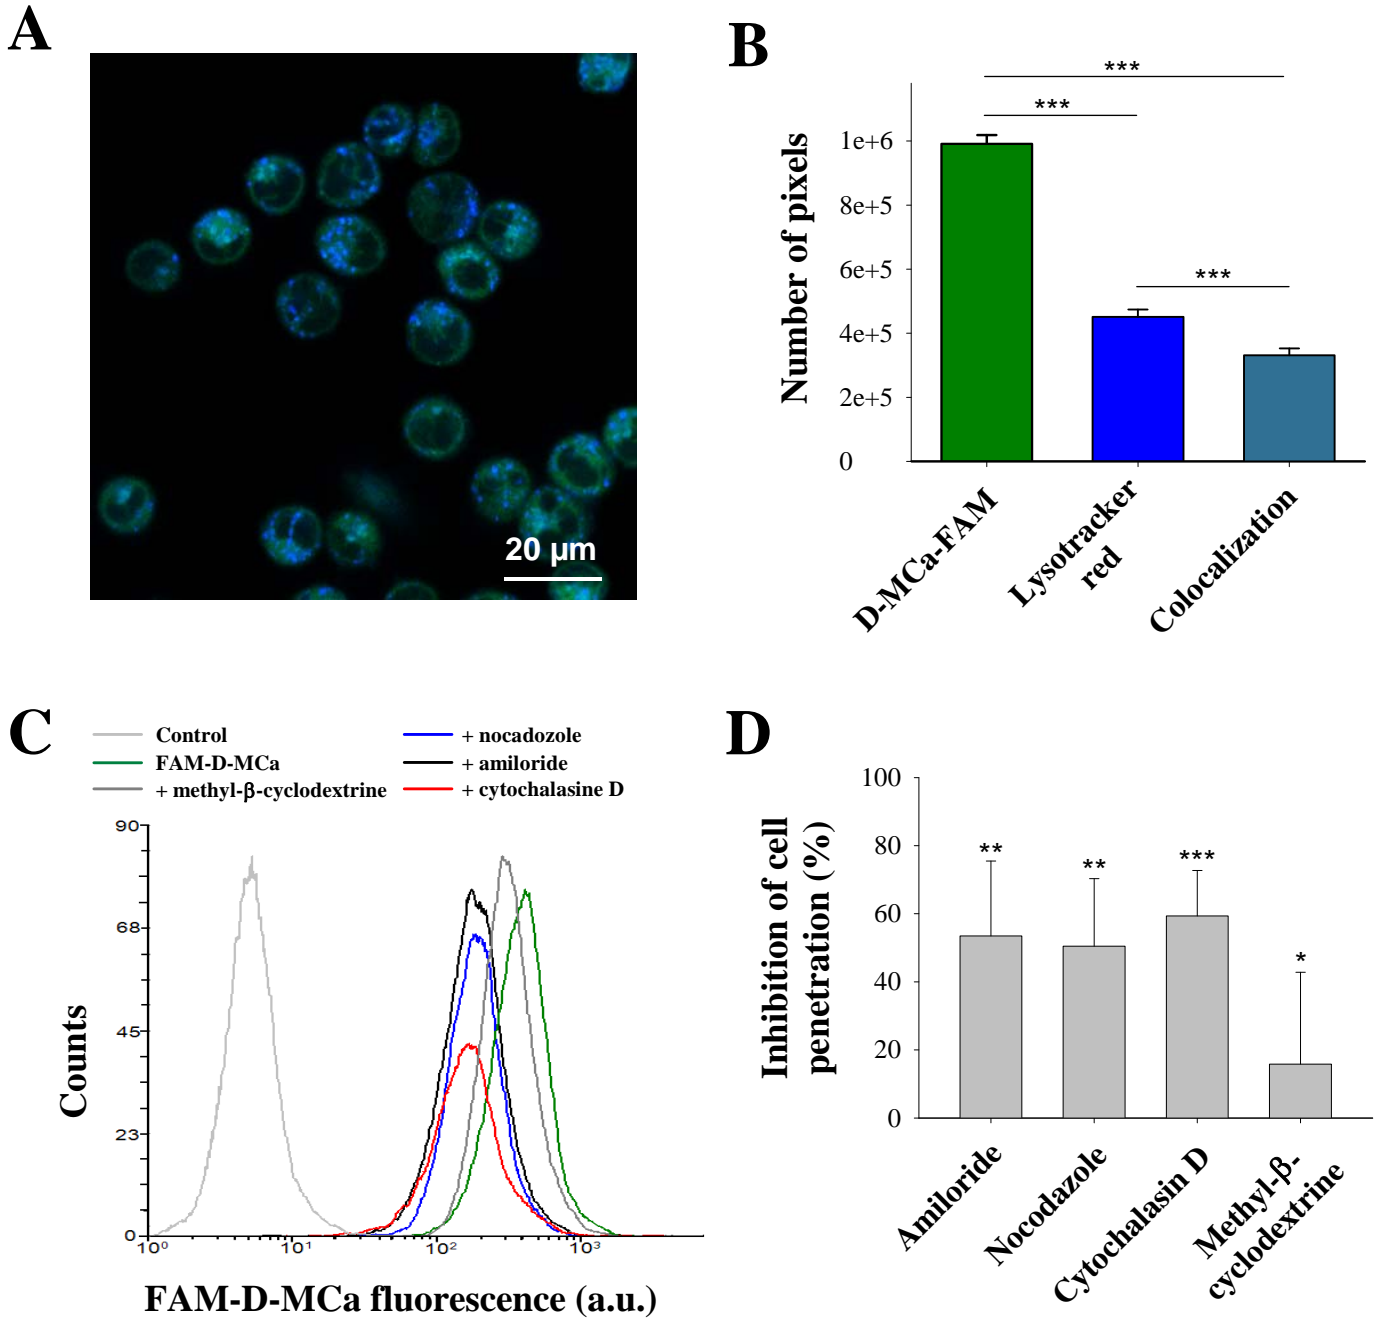 A
20 µm
B
***
***
***
Number of pixels
1e+6
8e+5
6e+5
4e+5
2e+5
0
D-MCa-FAM
Lysotracker
red
Colocalization
C
Control
FAM-D-MCa
+ methyl-β-cyclodextrine
+ nocadozole
+ amiloride
+ cytochalasine D
Counts
90
68
45
23
0
10⁰
10¹
10²
10³
FAM-D-MCa fluorescence (a.u.)
D
Inhibition of cell
penetration (%)
100
80
60
40
20
0
**
**
***
*
Amiloride
Nocodazole
Cytochalasin D
Methyl-β-
cyclodextrine